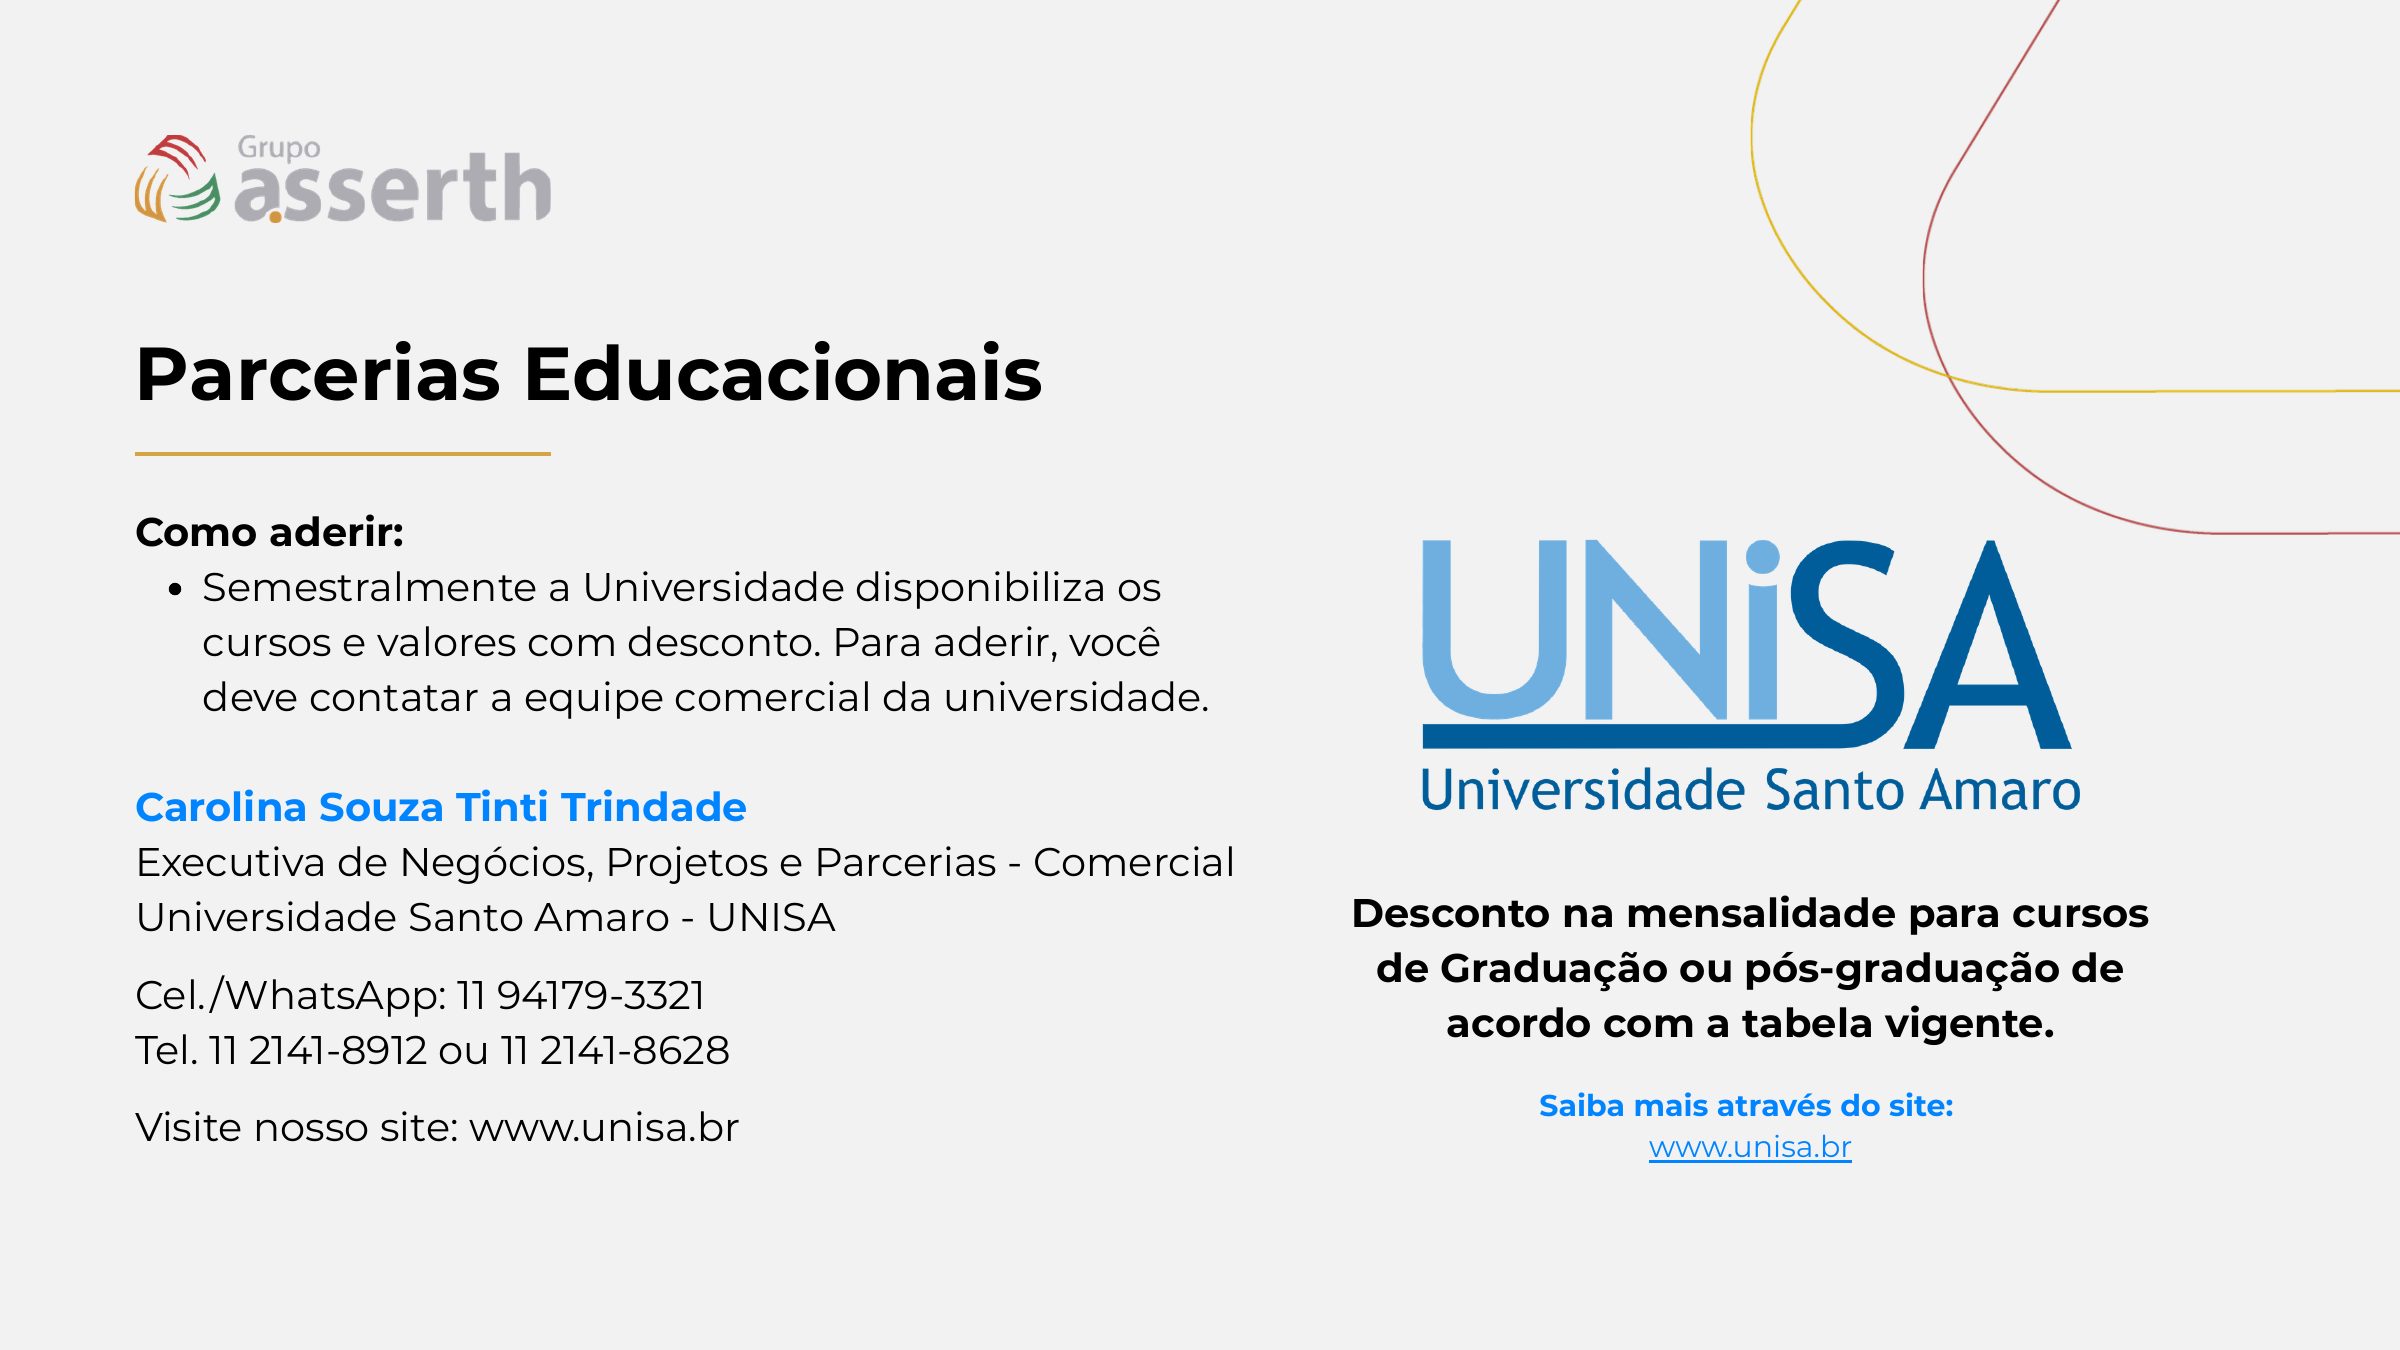 Grupo
asserth
Parcerias Educacionais
Como aderir:
• Semestralmente a Universidade disponibiliza os
cursos e valores com desconto. Para aderir, você
deve contatar a equipe comercial da universidade.
Carolina Souza Tinti Trindade
Executiva de Negócios, Projetos e Parcerias - Comercial
Universidade Santo Amaro - UNISA
Cel./WhatsApp: 11 94179-3321
Tel. 11 2141-8912 ou 11 2141-8628
Visite nosso site: www.unisa.br
UNiSA
Universidade Santo Amaro
Desconto na mensalidade para cursos
de Graduação ou pós-graduação de
acordo com a tabela vigente.
Saiba mais através do site:
www.unisa.br